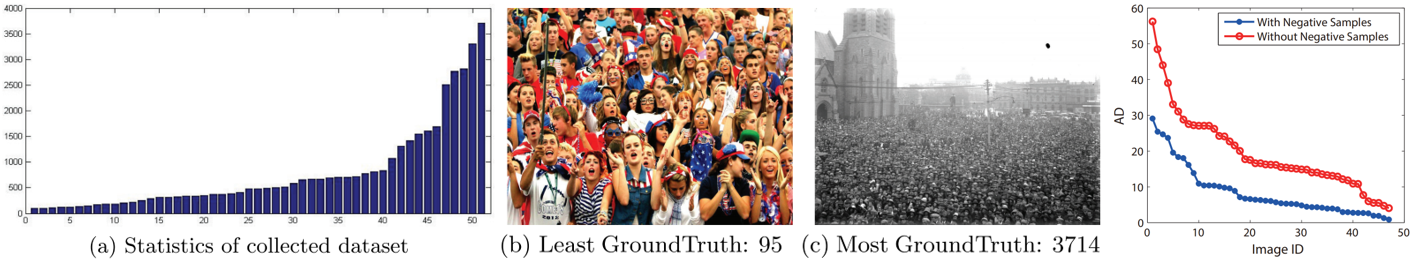 4000
3500
3000
2500
2000
1500
1000
500
0
0 5 10 15 20 25 30 35 40 45 50
(a) Statistics of collected dataset
2012
(b) Least GroundTruth: 95
(c) Most GroundTruth: 3714
With Negative Samples
Without Negative Samples
AD
60
50
40
30
20
10
0
0 10 20 30 40 50
Image ID